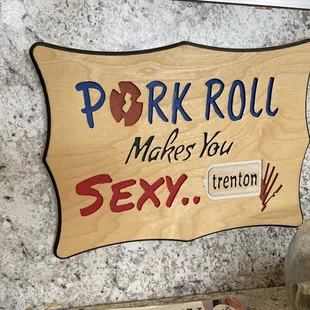 PORK ROLL
Makes You
SEXY..
trenton